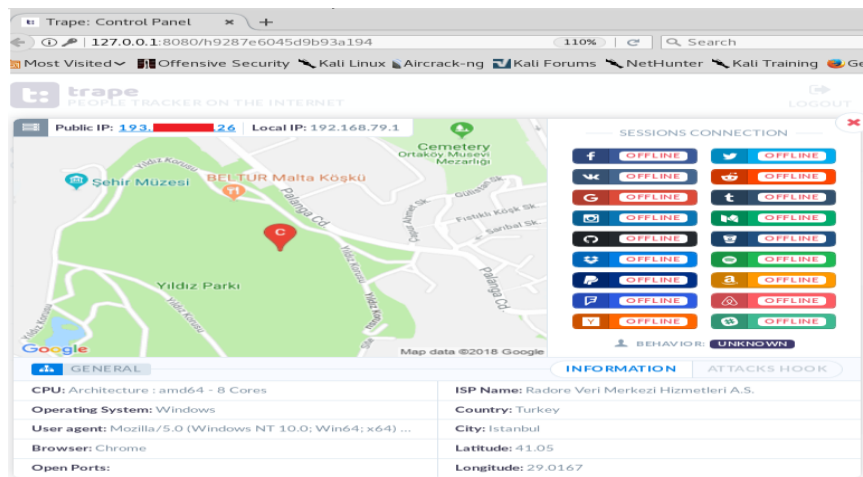 Trape: Control Panel
127.0.0.1:8080/h9287e6045d9b93a194 110% Search
Most Visited Offensive Security Kali Linux Aircrack-ng Kali Forums NetHunter Kali Training Ge
trape
PEOPLE TRACKER ON THE INTERNET
LOGOUT
Public IP: 193. .26 Local IP: 192.168.79.1
SESSIONS CONNECTION
Cemetery
Ortaköy Musevi
Mezarlığı
Yıldız Korusu
Şehir Müzesi
BELTUR Malta Köşkü
Palanga Cd.
Fıstıklı Köşk Sk.
Sarıbal Sk.
Palanga Cd.
Yıldız Korusu
Yıldız Parkı
Yıldız Korusu
C
Google
Map data ©2018 Google
f OFFLINE OFFLINE
OFFLINE OFFLINE
G OFFLINE t OFFLINE
OFFLINE OFFLINE
OFFLINE OFFLINE
OFFLINE OFFLINE
OFFLINE a OFFLINE
OFFLINE OFFLINE
Y OFFLINE OFFLINE
BEHAVIOR: UNKNOWN
GENERAL
INFORMATION ATTACKS HOOK
CPU: Architecture : amd64 - 8 Cores
Operating System: Windows
User agent: Mozilla/5.0 (Windows NT 10.0; Win64; x64) ...
Browser: Chrome
Open Ports:
ISP Name: Radore Veri Merkezi Hizmetleri A.S.
Country: Turkey
City: Istanbul
Latitude: 41.05
Longitude: 29.0167